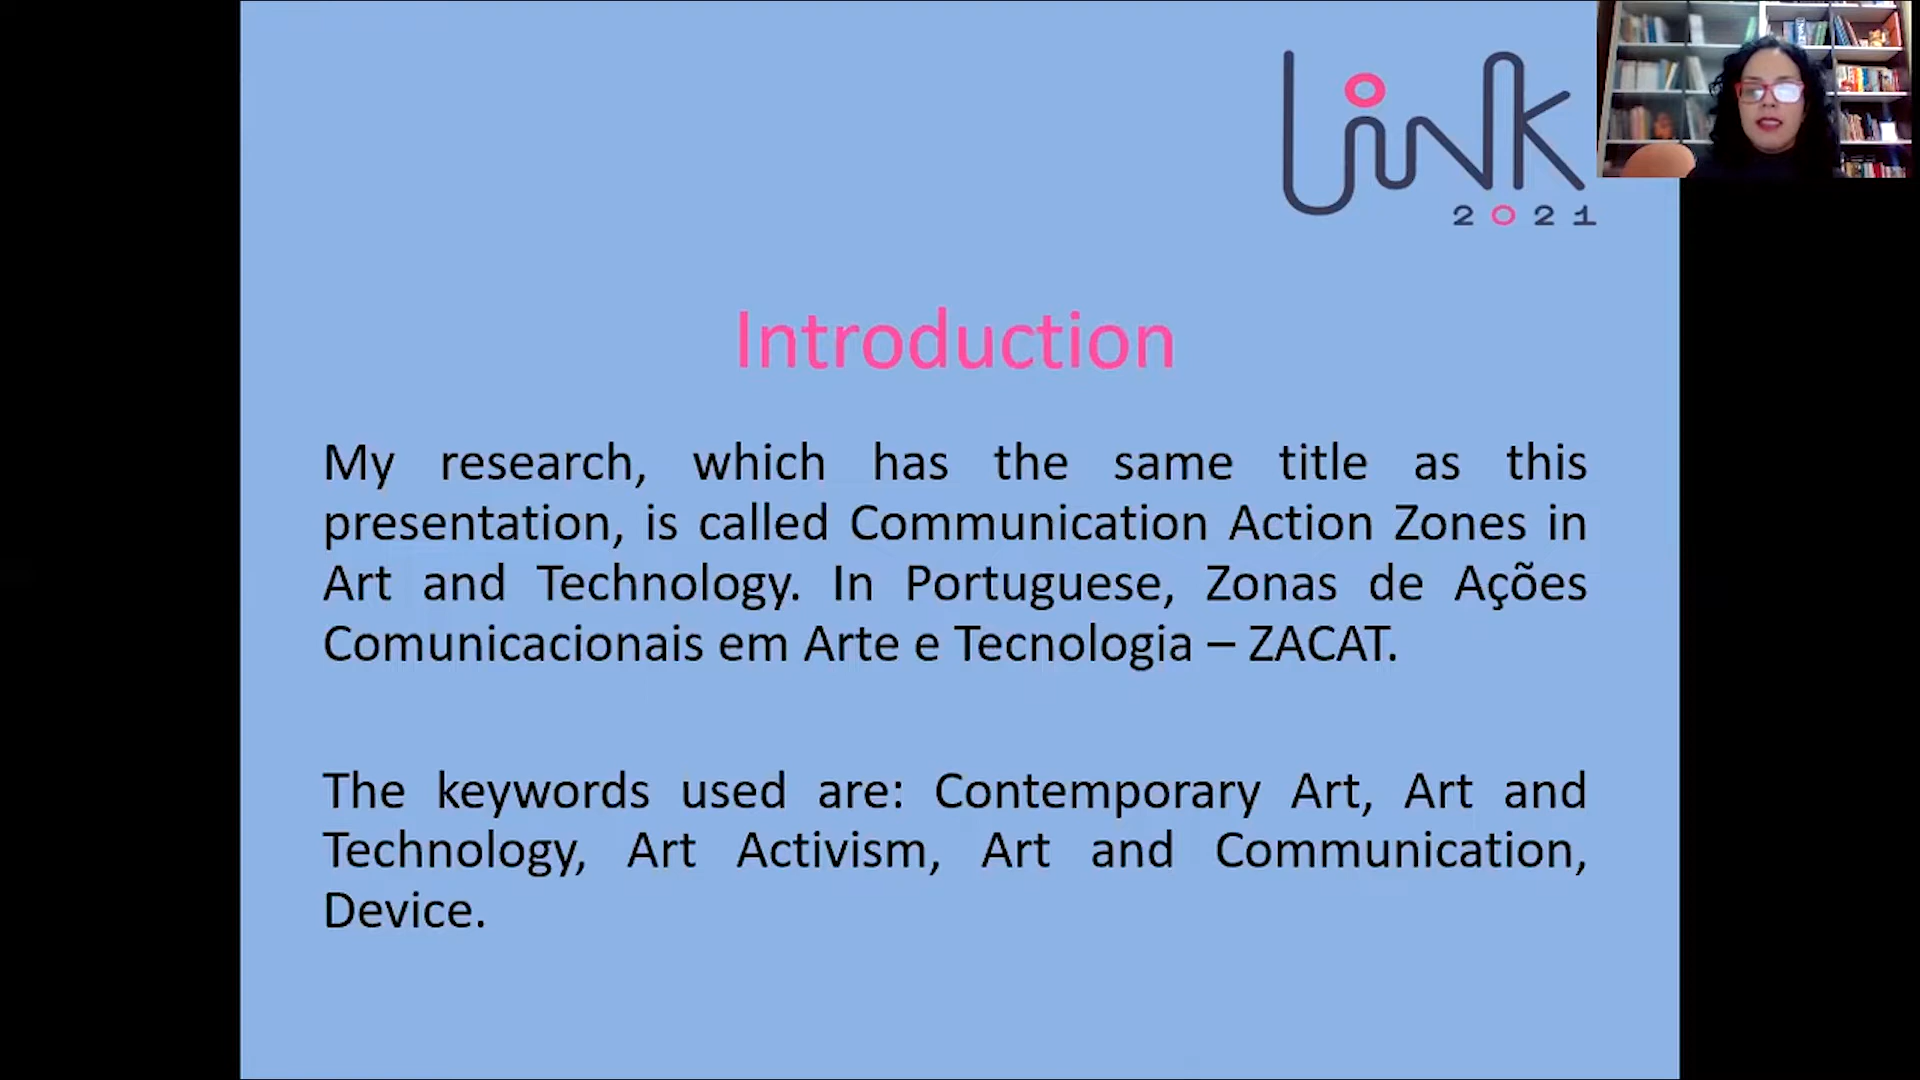 Link
2021
Introduction
My research, which has the same title as this
presentation, is called Communication Action Zones in
Art and Technology. In Portuguese, Zonas de Ações
Comunicacionais em Arte e Tecnologia – ZACAT.
The keywords used are: Contemporary Art, Art and
Technology, Art Activism, Art and Communication,
Device.